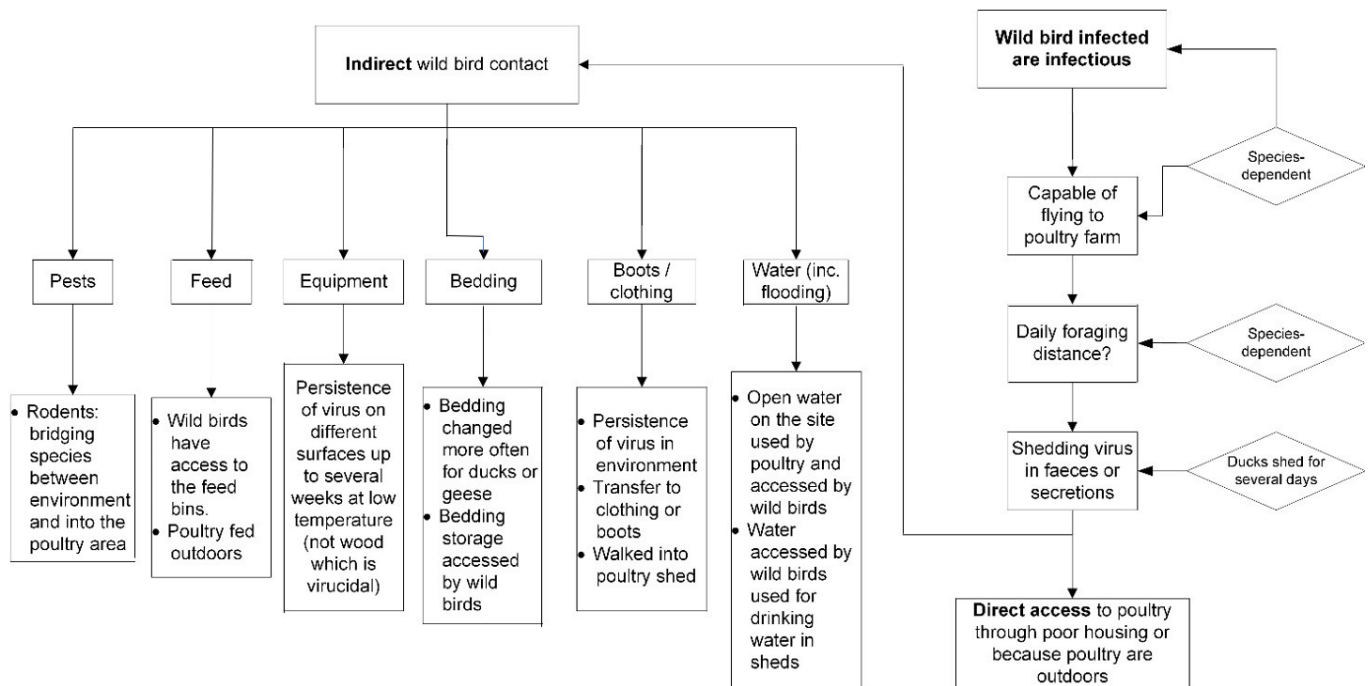 Indirect wild bird contact
Wild bird infected
are infectious
Species-
dependent
Capable of
flying to
poultry farm
Pests
Feed
Equipment
Bedding
Boots /
clothing
Water (inc.
flooding)
Daily foraging
distance?
Species-
dependent
• Rodents:
bridging
species
between
environment
and into the
poultry area
• Wild birds
have
access to
the feed
bins.
• Poultry fed
outdoors
Persistence
of virus on
different
surfaces up
to several
weeks at low
temperature
(not wood
which is
virucidal)
• Bedding
changed
more often
for ducks or
geese
• Bedding
storage
accessed
by wild
birds
• Persistence
of virus in
environment
• Transfer to
clothing or
boots
• Walked into
poultry shed
• Open water
on the site
used by
poultry and
accessed by
wild birds
• Water
accessed by
wild birds
used for
drinking
water in
sheds
Shedding virus
in faeces or
secretions
Ducks shed for
several days
Direct access to poultry
through poor housing or
because poultry are
outdoors